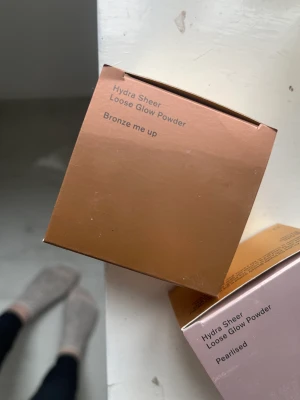 Hydra Sheer
Loose Glow Powder
Bronze me up
Hydra Sheer
Loose Glow Powder
Pearlised